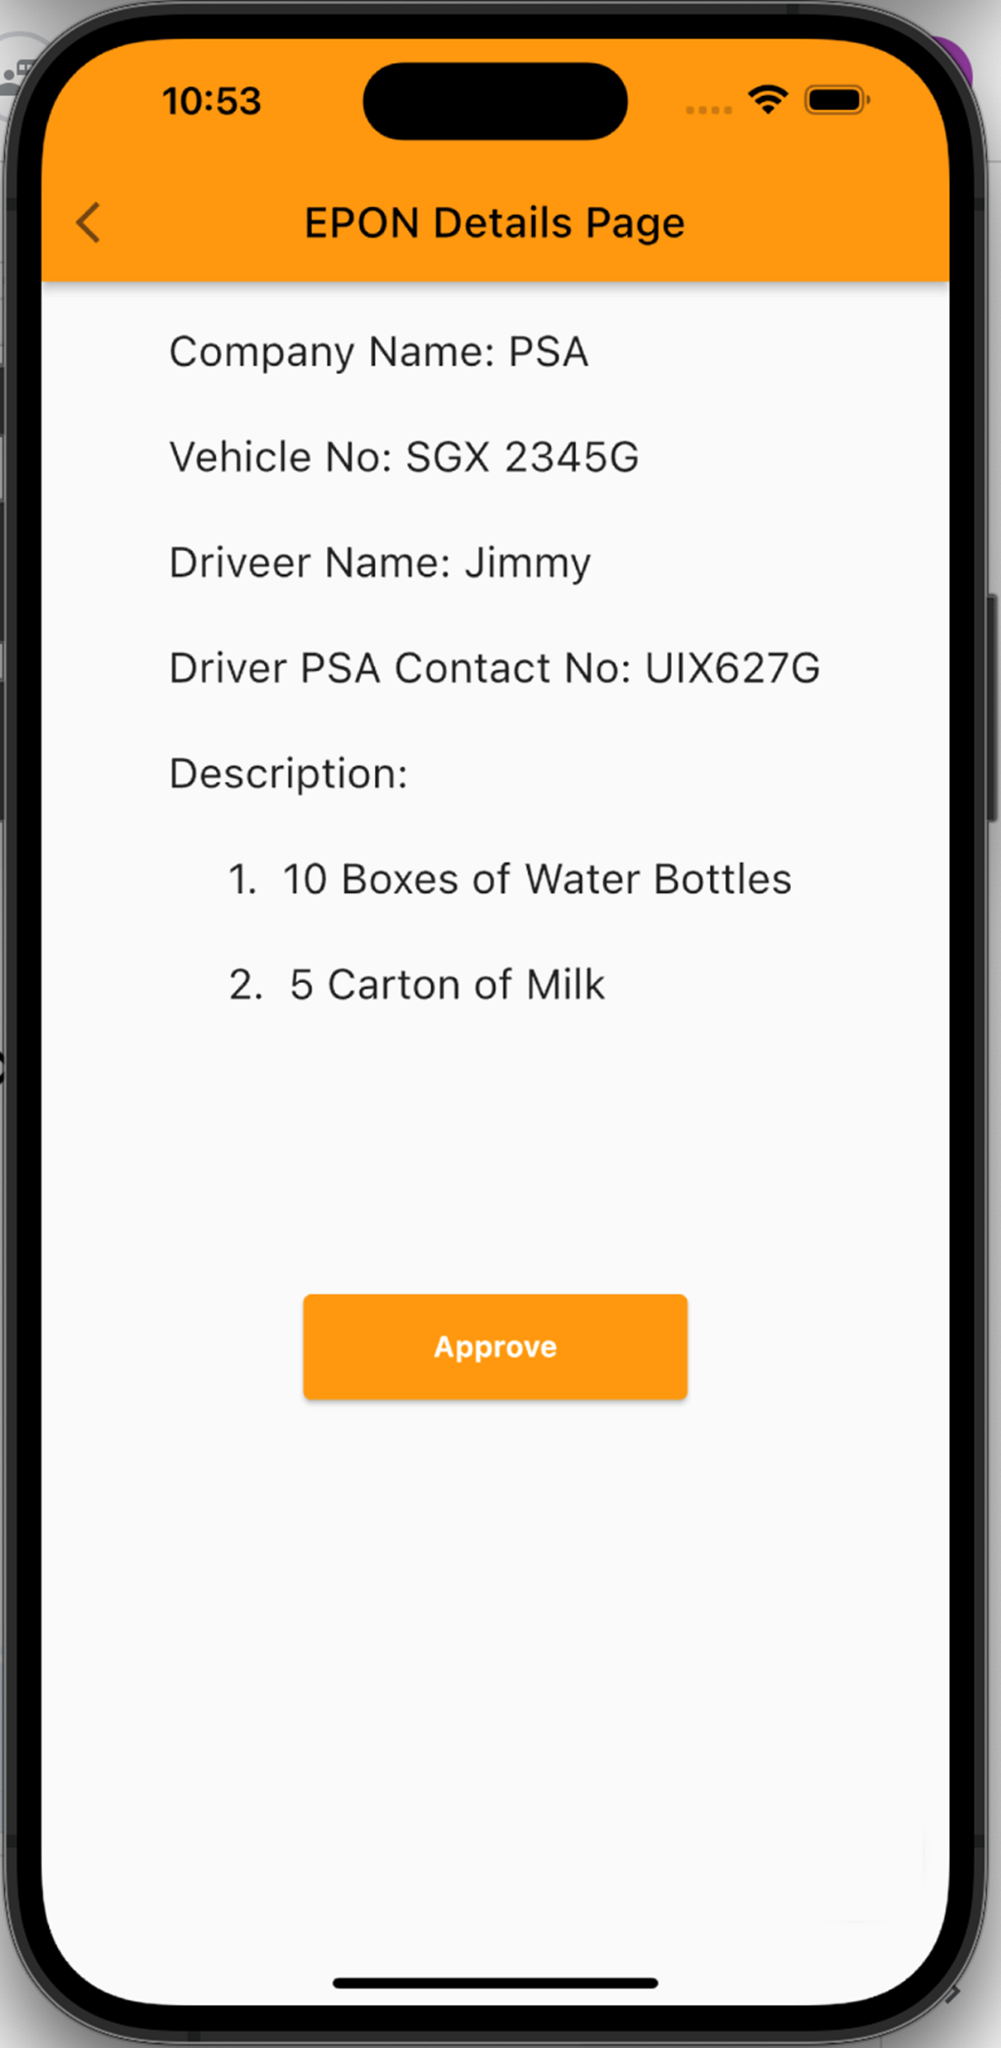 10:53
EPON Details Page
Company Name: PSA
Vehicle No: SGX 2345G
Driveer Name: Jimmy
Driver PSA Contact No: UIX627G
Description:
1. 10 Boxes of Water Bottles
2. 5 Carton of Milk
Approve